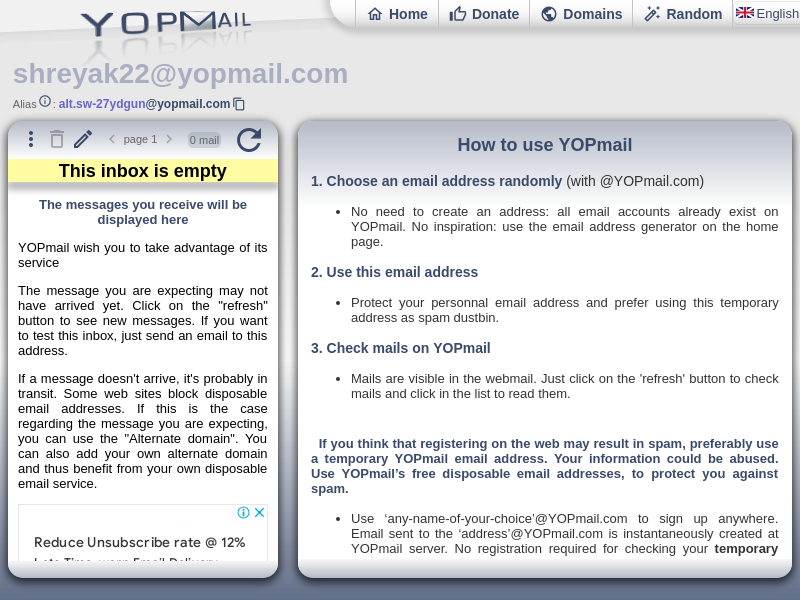 YOPMAIL
Home
Donate
Domains
Random
English
shreyak22@yopmail.com
Alias : alt.sw-27ydgun@yopmail.com
page 1
0 mail
This inbox is empty
The messages you receive will be
displayed here
YOPmail wish you to take advantage of its
service
The message you are expecting may not
have arrived yet. Click on the "refresh"
button to see new messages. If you want
to test this inbox, just send an email to this
address.
If a message doesn't arrive, it's probably in
transit. Some web sites block disposable
email addresses. If this is the case
regarding the message you are expecting,
you can use the "Alternate domain". You
can also add your own alternate domain
and thus benefit from your own disposable
email service.
Reduce Unsubscribe rate @ 12%
How to use YOPmail
1. Choose an email address randomly (with @YOPmail.com)
• No need to create an address: all email accounts already exist on
YOPmail. No inspiration: use the email address generator on the home
page.
2. Use this email address
• Protect your personnal email address and prefer using this temporary
address as spam dustbin.
3. Check mails on YOPmail
• Mails are visible in the webmail. Just click on the 'refresh' button to check
mails and click in the list to read them.
If you think that registering on the web may result in spam, preferably use
a temporary YOPmail email address. Your information could be abused.
Use YOPmail’s free disposable email addresses, to protect you against
spam.
• Use ‘any-name-of-your-choice’@YOPmail.com to sign up anywhere.
Email sent to the ‘address’@YOPmail.com is instantaneously created at
YOPmail server. No registration required for checking your temporary